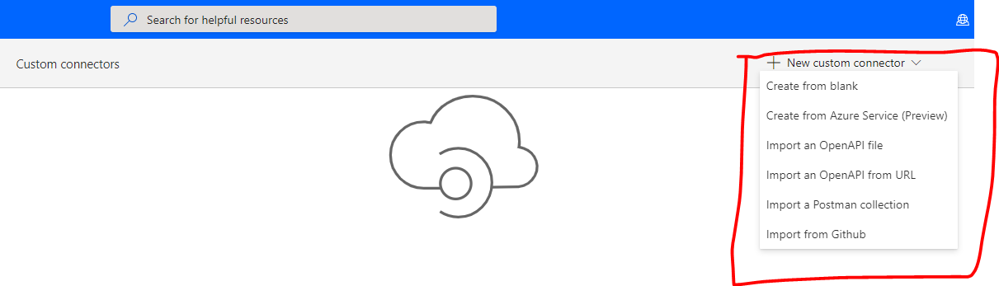 Search for helpful resources
Custom connectors
New custom connector
Create from blank
Create from Azure Service (Preview)
Import an OpenAPI file
Import an OpenAPI from URL
Import a Postman collection
Import from Github